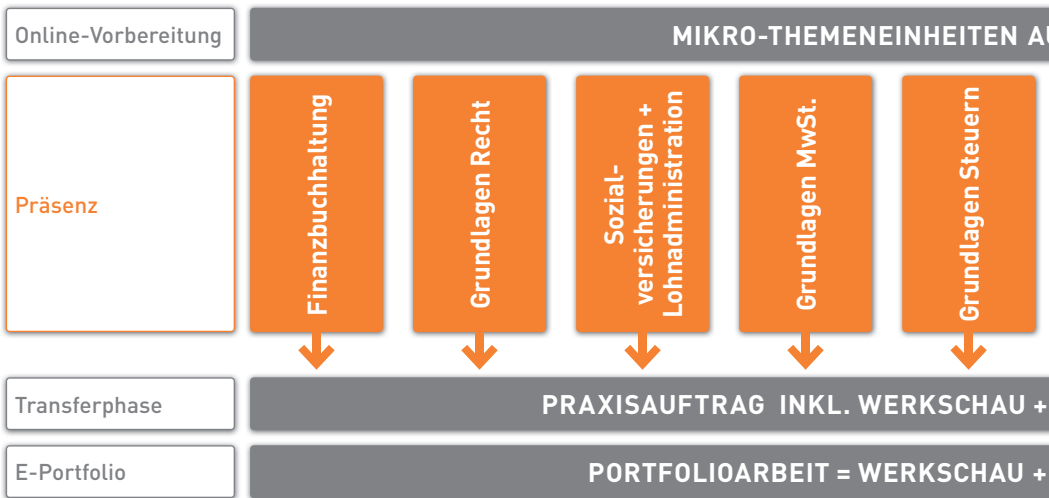 Online-Vorbereitung
MIKRO-THEMENEINHEITEN AU
Präsenz
Finanzbuchhaltung
Grundlagen Recht
Sozial-
versicherungen +
Lohnadministration
Grundlagen MwSt.
Grundlagen Steuern
Transferphase
PRAXISAUFTRAG INKL. WERKSCHAU +
E-Portfolio
PORTFOLIOARBEIT = WERKSCHAU +